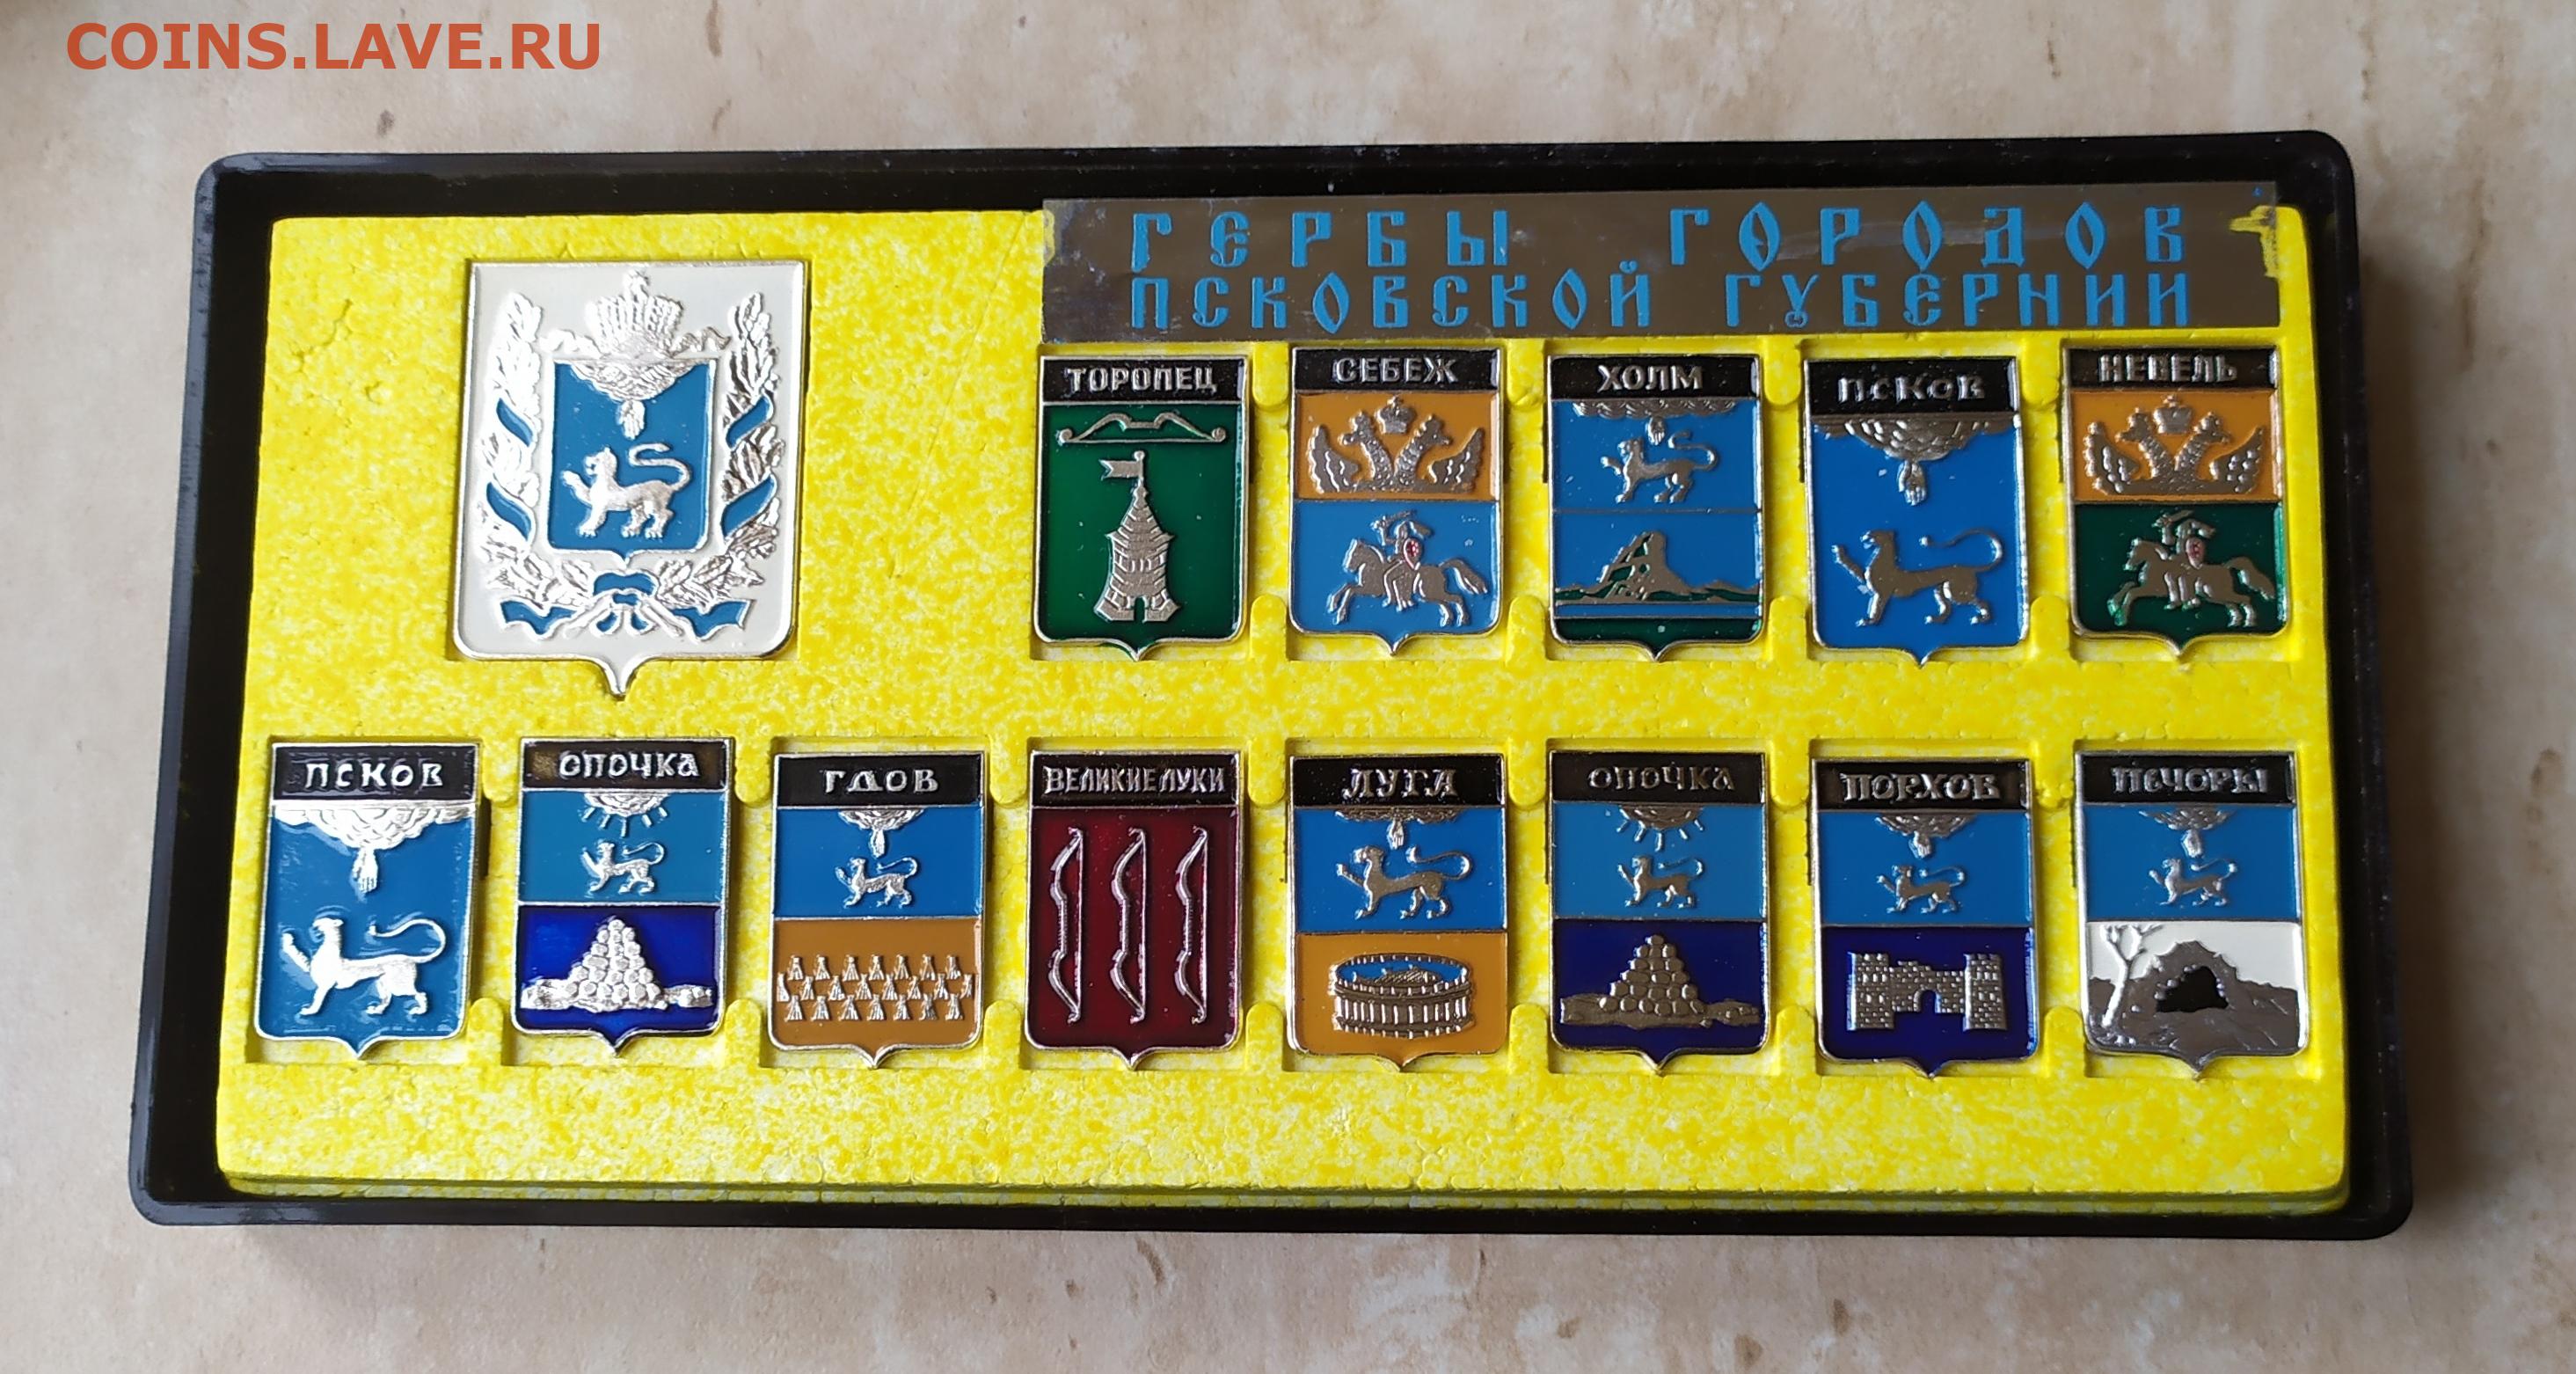 COINS.LAVE.RU
ГЕРБЫ ГОРОДОВ
ПСКОВСКОЙ ГУБЕРНИИ
ТОРОПЕЦ
СЕБЕЖ
ХОЛМ
ПСКОВ
НЕВЕЛЬ
ПСКОВ
ОПОЧКА
ГДОВ
ВЕЛИКИЕ ЛУКИ
ЛУГА
ОПОЧКА
ПОРХОВ
ПЕЧОРЫ